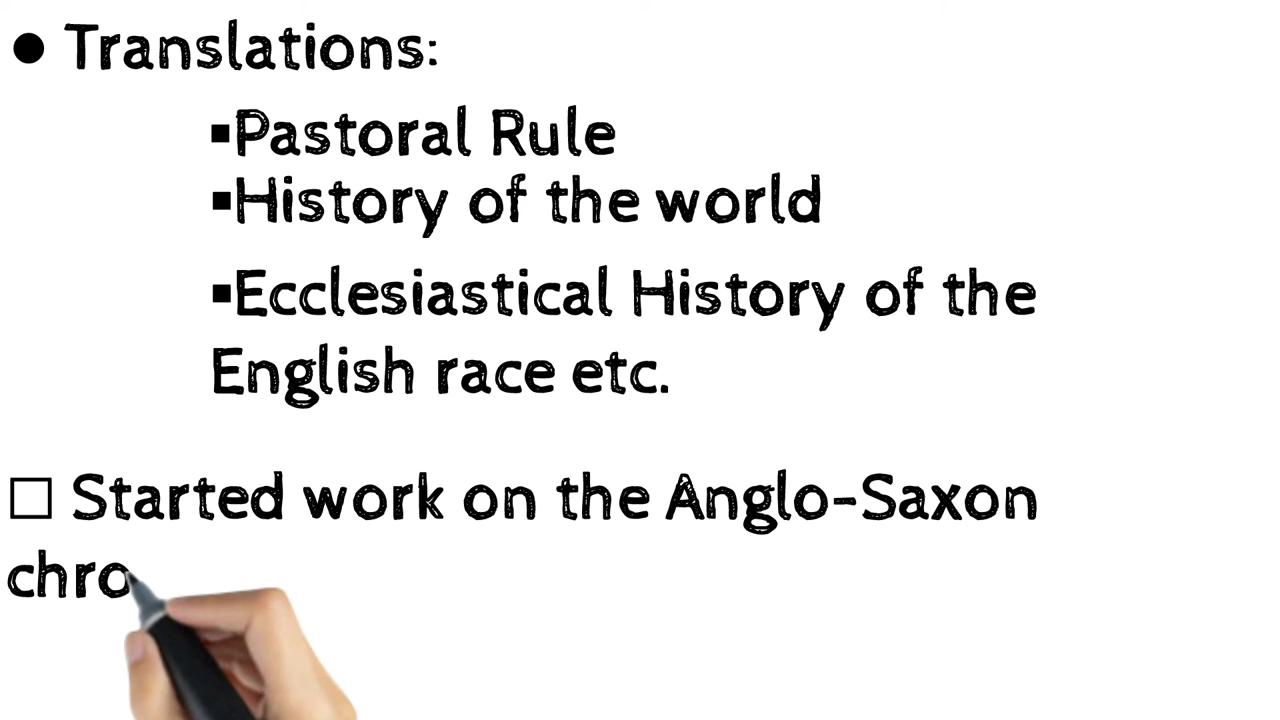 ● Translations:
▪Pastoral Rule
▪History of the world
▪Ecclesiastical History of the
English race etc.
☐ Started work on the Anglo-Saxon
chro